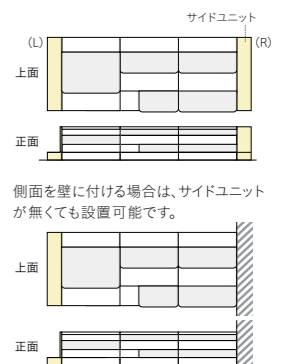 サイドユニット
(L)
(R)
上面
正面
側面を壁に付ける場合は、サイドユニット
が無くても設置可能です。
上面
正面